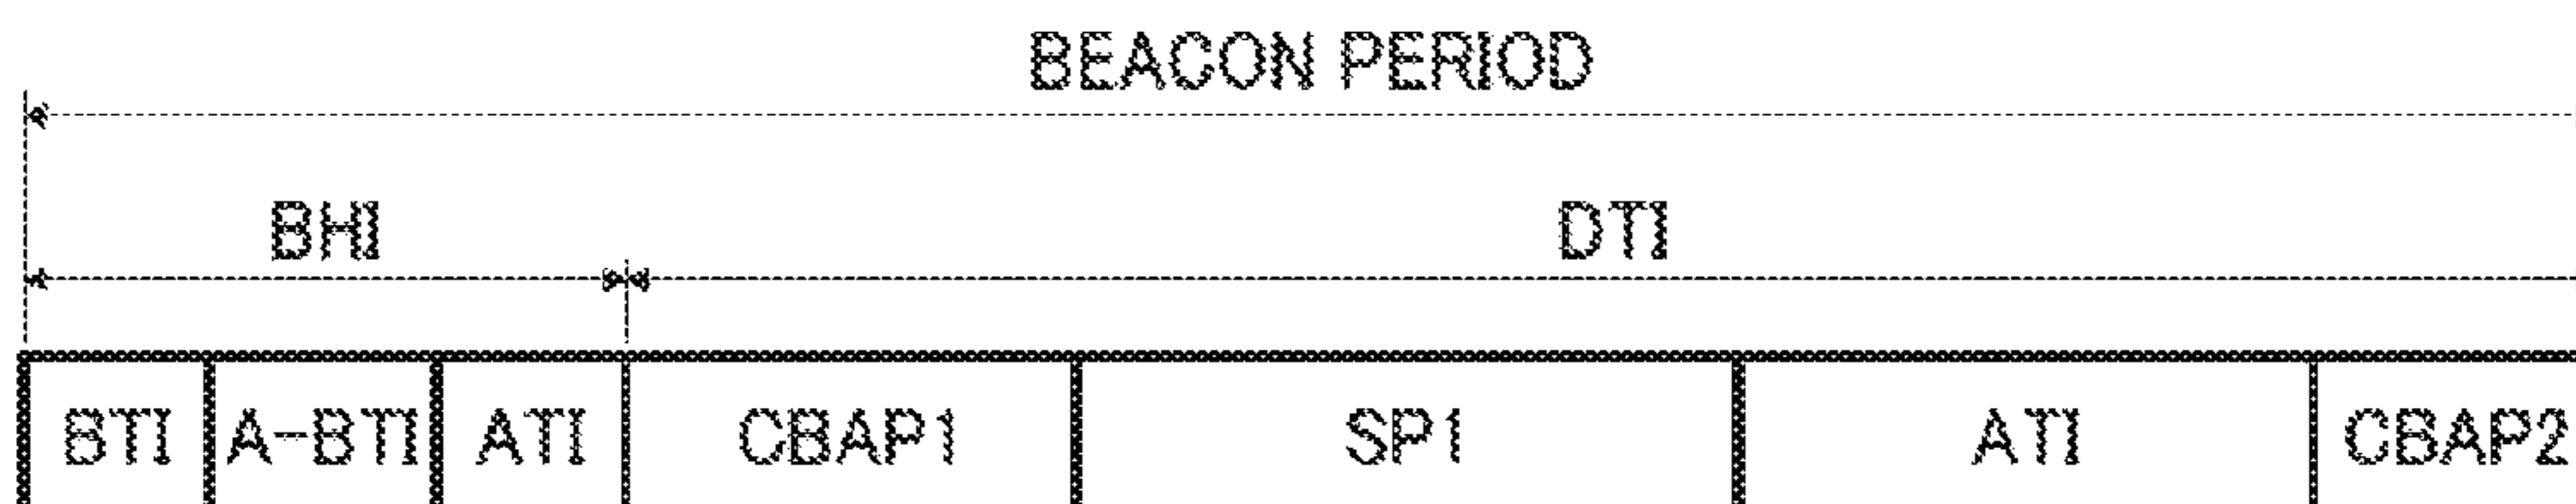 BEACON PERIOD
BHI DTI
BTI A-BTI ATI CBAP1 SP1 ATI CBAP2